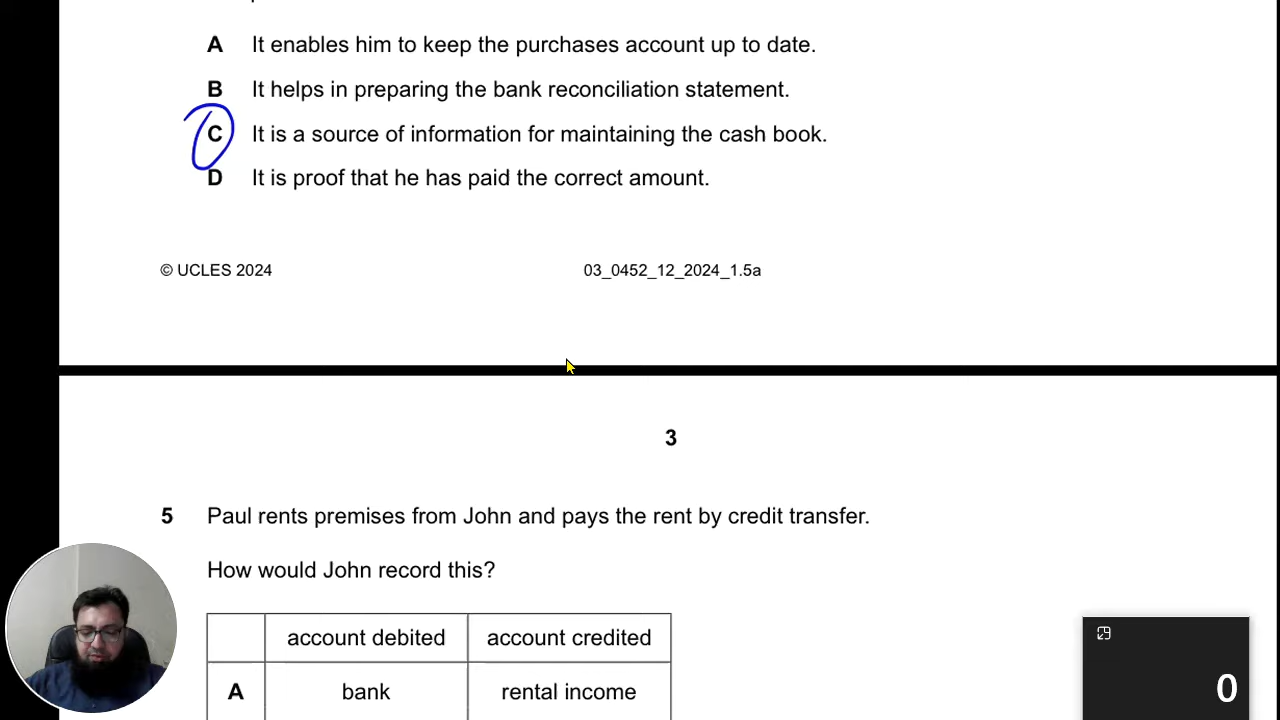 A It enables him to keep the purchases account up to date.
B It helps in preparing the bank reconciliation statement.
C It is a source of information for maintaining the cash book.
D It is proof that he has paid the correct amount.
© UCLES 2024 03_0452_12_2024_1.5a
3
5 Paul rents premises from John and pays the rent by credit transfer.
How would John record this?
account debited account credited
A bank rental income
0